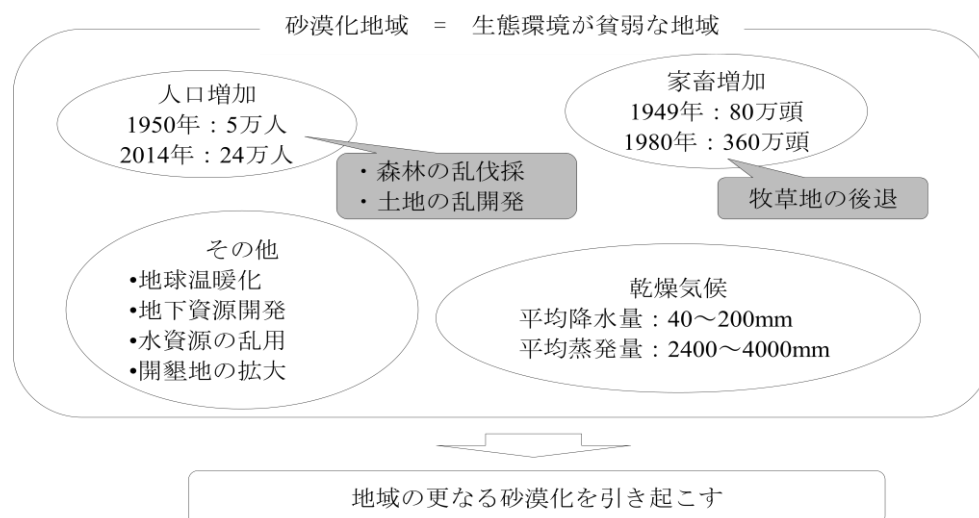 砂漠化地域 = 生態環境が貧弱な地域
人口増加
1950年：5万人
2014年：24万人
・森林の乱伐採
・土地の乱開発
家畜増加
1949年：80万頭
1980年：360万頭
牧草地の後退
その他
•地球温暖化
•地下資源開発
•水資源の乱用
•開墾地の拡大
乾燥気候
平均降水量：40～200mm
平均蒸発量：2400～4000mm
地域の更なる砂漠化を引き起こす